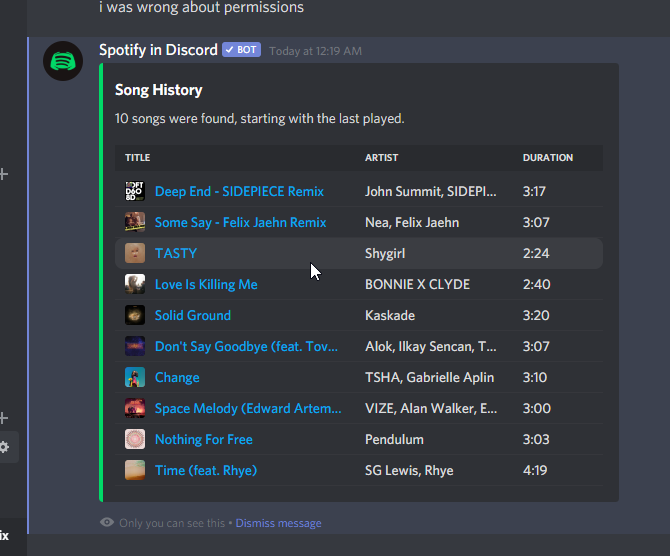 i was wrong about permissions
Spotify in Discord ✓ BOT Today at 12:19 AM
Song History
10 songs were found, starting with the last played.
TITLE ARTIST DURATION
Deep End - SIDEPIECE Remix John Summit, SIDEPI... 3:17
Some Say - Felix Jaehn Remix Nea, Felix Jaehn 3:07
TASTY Shygirl 2:24
Love Is Killing Me BONNIE X CLYDE 2:40
Solid Ground Kaskade 3:20
Don't Say Goodbye (feat. Tov... Alok, Ilkay Sencan, T... 3:07
Change TSHA, Gabrielle Aplin 3:10
Space Melody (Edward Artem... VIZE, Alan Walker, E... 3:00
Nothing For Free Pendulum 3:03
Time (feat. Rhye) SG Lewis, Rhye 4:19
Only you can see this • Dismiss message
ix